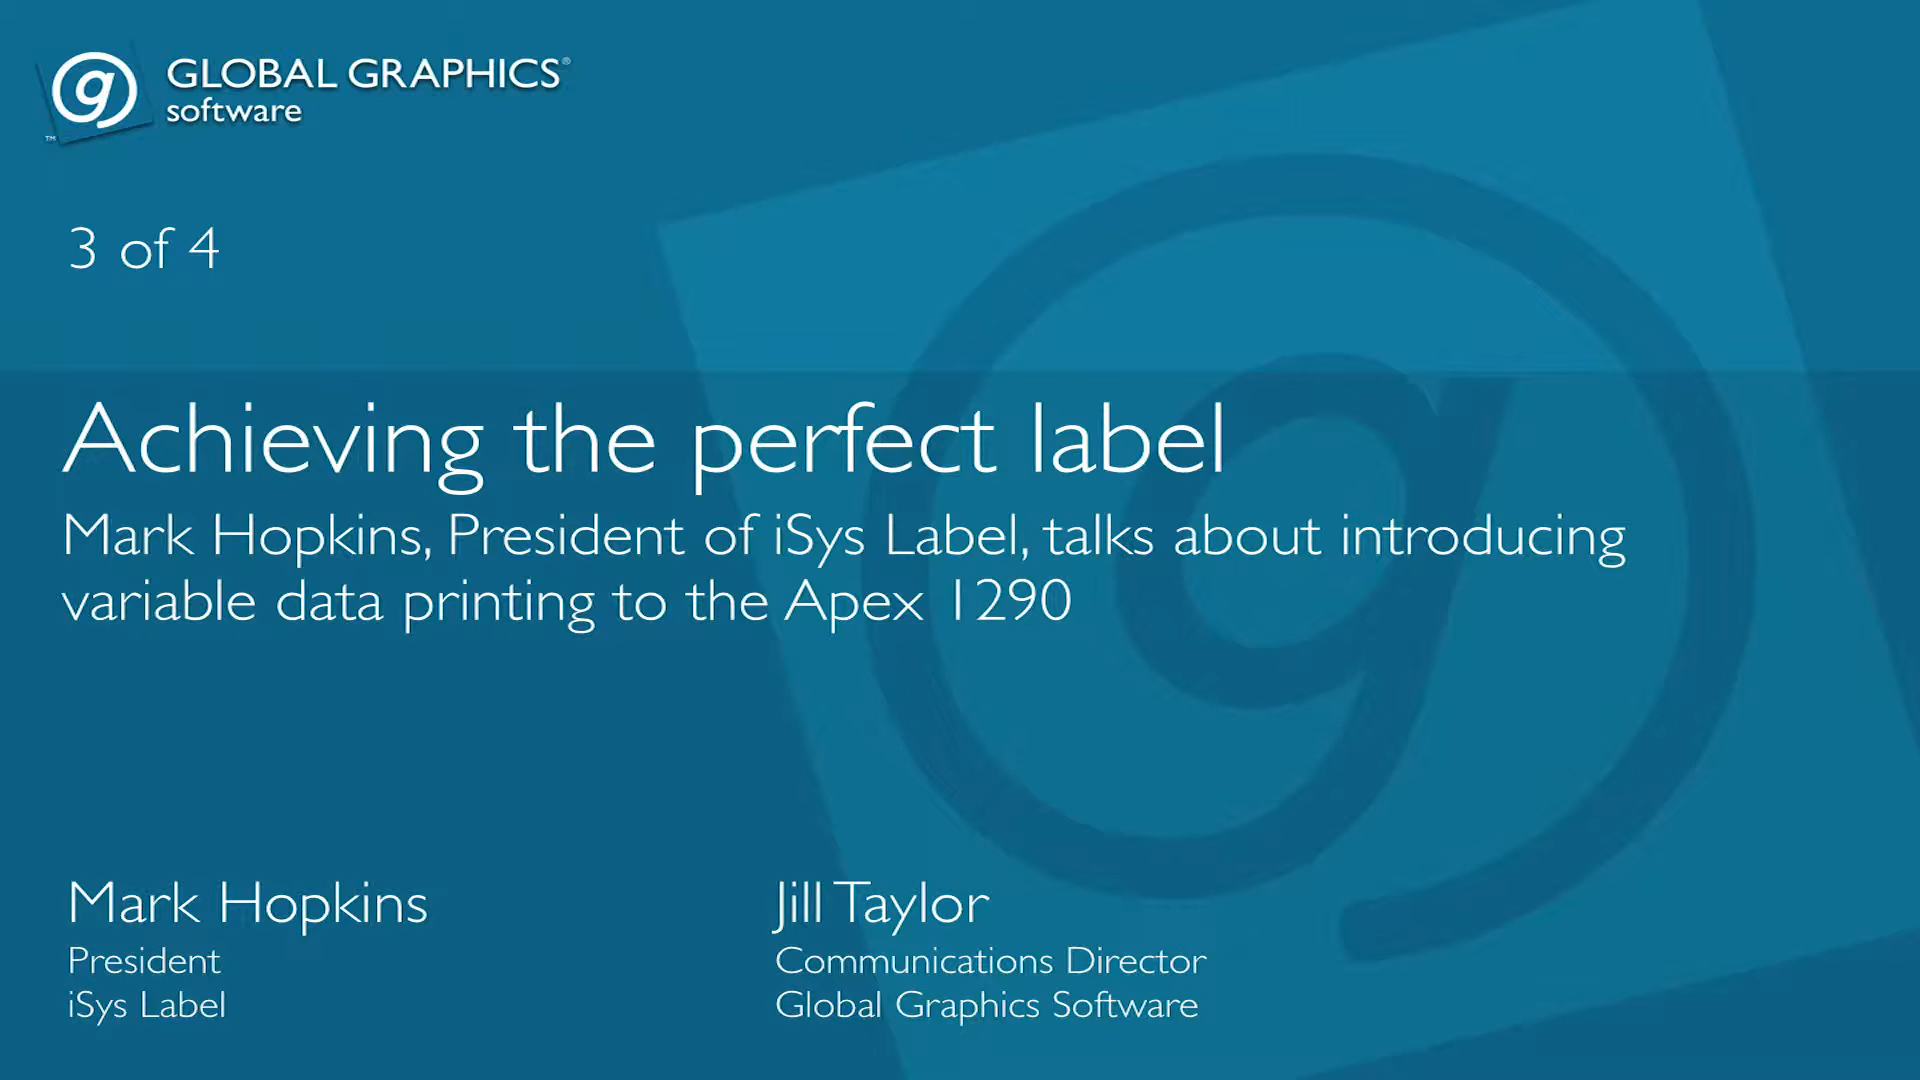 g GLOBAL GRAPHICS®
software
™
3 of 4
Achieving the perfect label
Mark Hopkins, President of iSys Label, talks about introducing
variable data printing to the Apex 1290
Mark Hopkins
President
iSys Label
Jill Taylor
Communications Director
Global Graphics Software